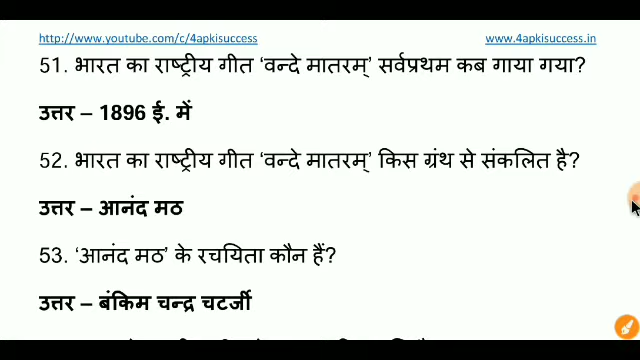 http://www.youtube.com/c/4apkisuccess www.4apkisuccess.in
51. भारत का राष्ट्रीय गीत ‘वन्दे मातरम्’ सर्वप्रथम कब गाया गया?
उत्तर – 1896 ई. में
52. भारत का राष्ट्रीय गीत ‘वन्दे मातरम्’ किस ग्रंथ से संकलित है?
उत्तर – आनंद मठ
53. ‘आनंद मठ’ के रचयिता कौन हैं?
उत्तर – बंकिम चन्द्र चटर्जी